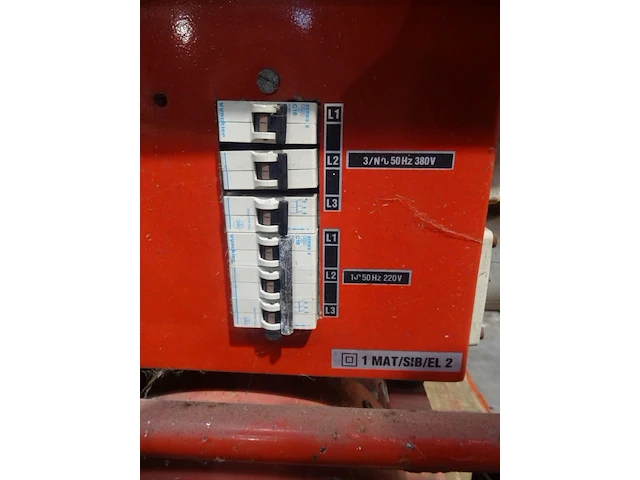 L1
L2
L3
3/N∿ 50Hz 380V
L1
L2
L3
1∿50Hz 220V
1 MAT/SIB/EL 2